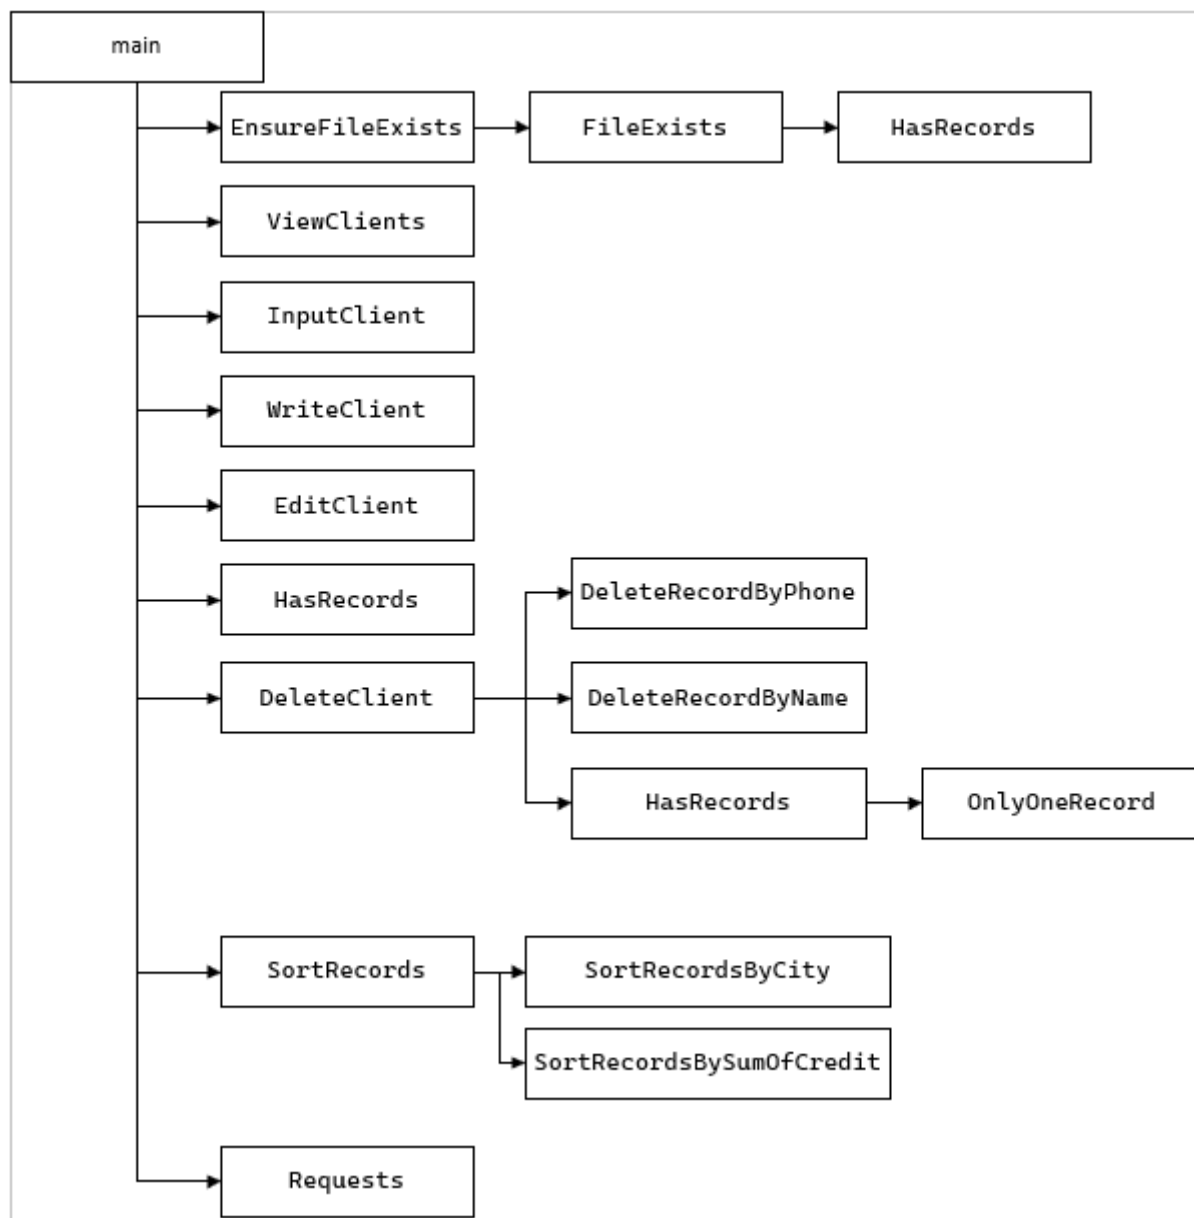 main
EnsureFileExists
FileExists
HasRecords
ViewClients
InputClient
WriteClient
EditClient
HasRecords
DeleteRecordByPhone
DeleteClient
DeleteRecordByName
HasRecords
OnlyOneRecord
SortRecords
SortRecordsByCity
SortRecordsBySumOfCredit
Requests